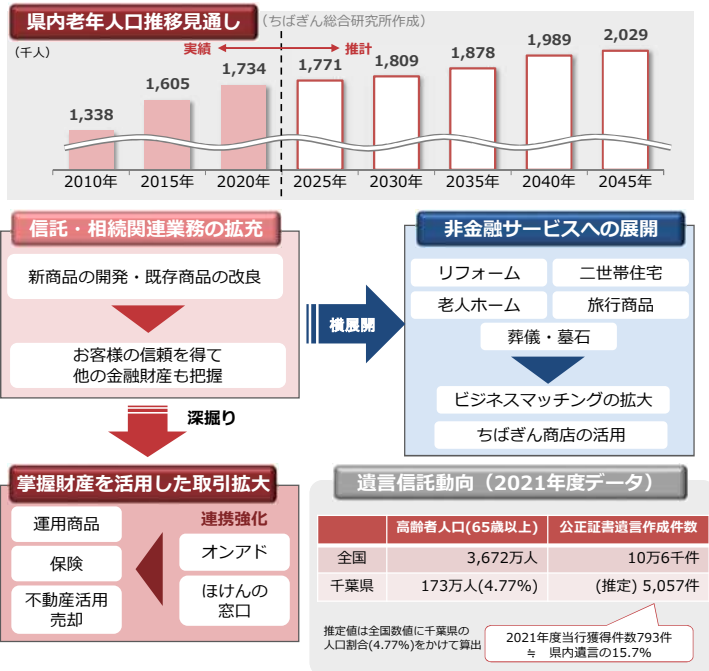 県内老年人口推移見通し
(ちばぎん総合研究所作成)
(千人)
実績
推計
1,338
1,605
1,734
1,771
1,809
1,878
1,989
2,029
2010年
2015年
2020年
2025年
2030年
2035年
2040年
2045年
信託・相続関連業務の拡充
新商品の開発・既存商品の改良
お客様の信頼を得て
他の金融財産も把握
横展開
非金融サービスへの展開
リフォーム
二世帯住宅
老人ホーム
旅行商品
葬儀・墓石
ビジネスマッチングの拡大
ちばぎん商店の活用
深掘り
掌握財産を活用した取引拡大
運用商品
保険
不動産活用
売却
連携強化
オンアド
ほけんの
窓口
遺言信託動向(2021年度データ)
高齢者人口(65歳以上)
公正証書遺言作成件数
全国
3,672万人
10万6千件
千葉県
173万人(4.77%)
(推定) 5,057件
推定値は全国数値に千葉県の
人口割合(4.77%)をかけて算出
2021年度当行獲得件数793件
≒ 県内遺言の15.7%